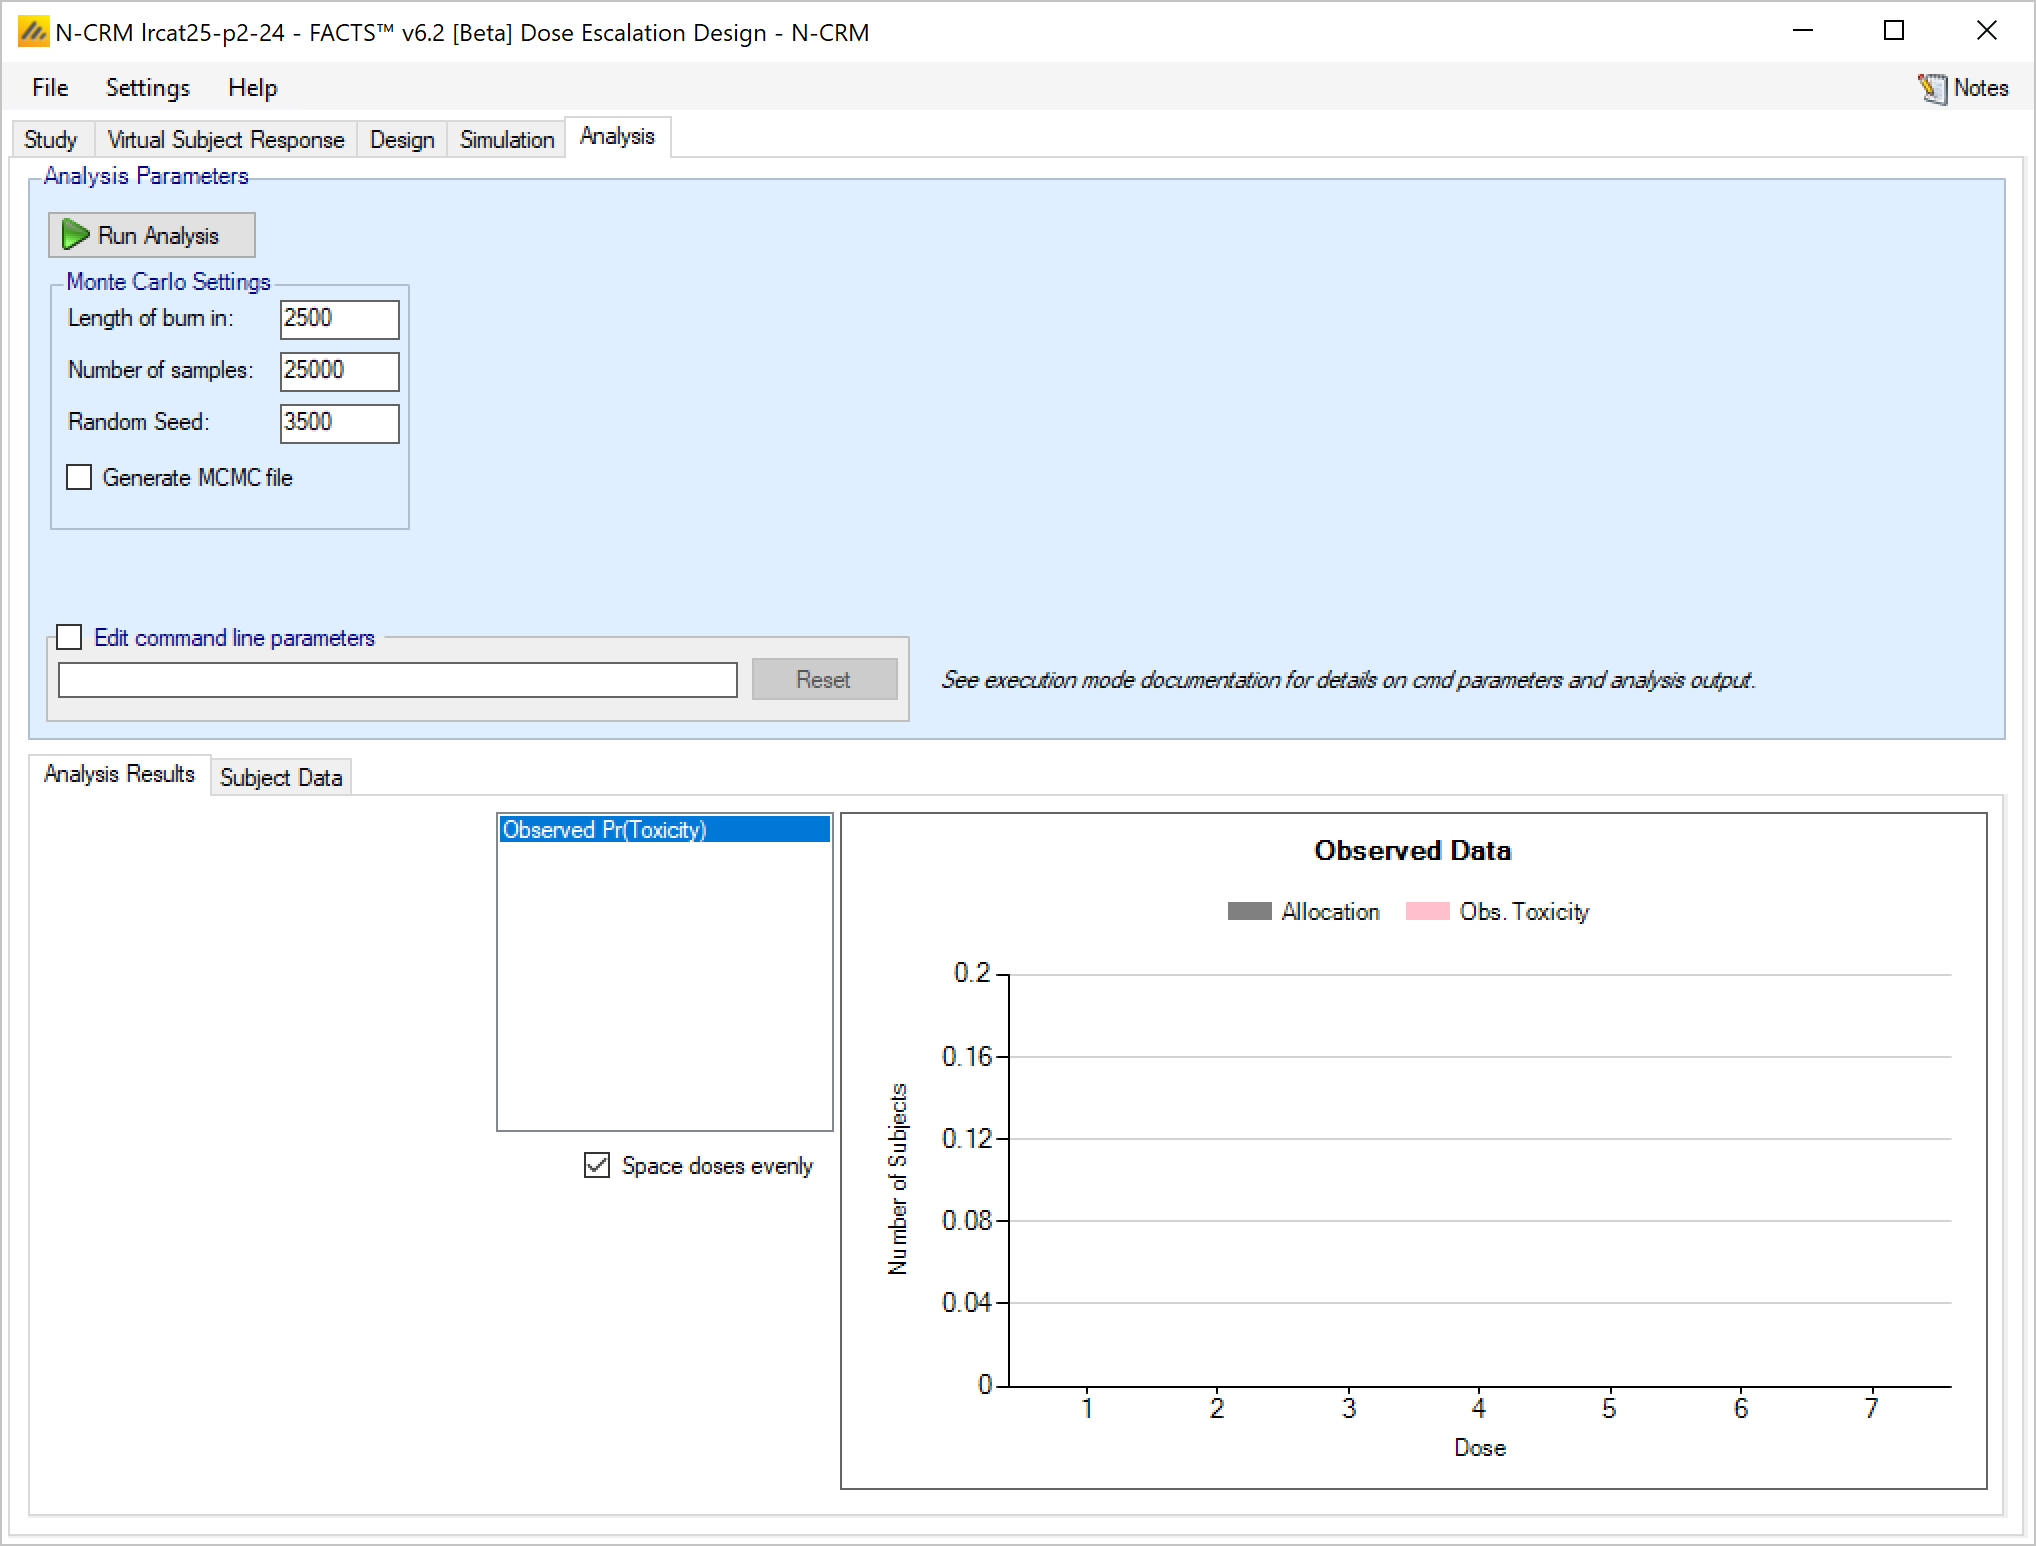 N-CRM lrcat25-p2-24 - FACTS™ v6.2 [Beta] Dose Escalation Design - N-CRM
File Settings Help Notes
Study Virtual Subject Response Design Simulation Analysis
Analysis Parameters
Run Analysis
Monte Carlo Settings
Length of burn in: 2500
Number of samples: 25000
Random Seed: 3500
Generate MCMC file
Edit command line parameters
Reset
See execution mode documentation for details on cmd parameters and analysis output.
Analysis Results Subject Data
Observed Pr(Toxicity)
Space doses evenly
Observed Data
Allocation Obs. Toxicity
Number of Subjects
0.2
0.16
0.12
0.08
0.04
0
1 2 3 4 5 6 7
Dose